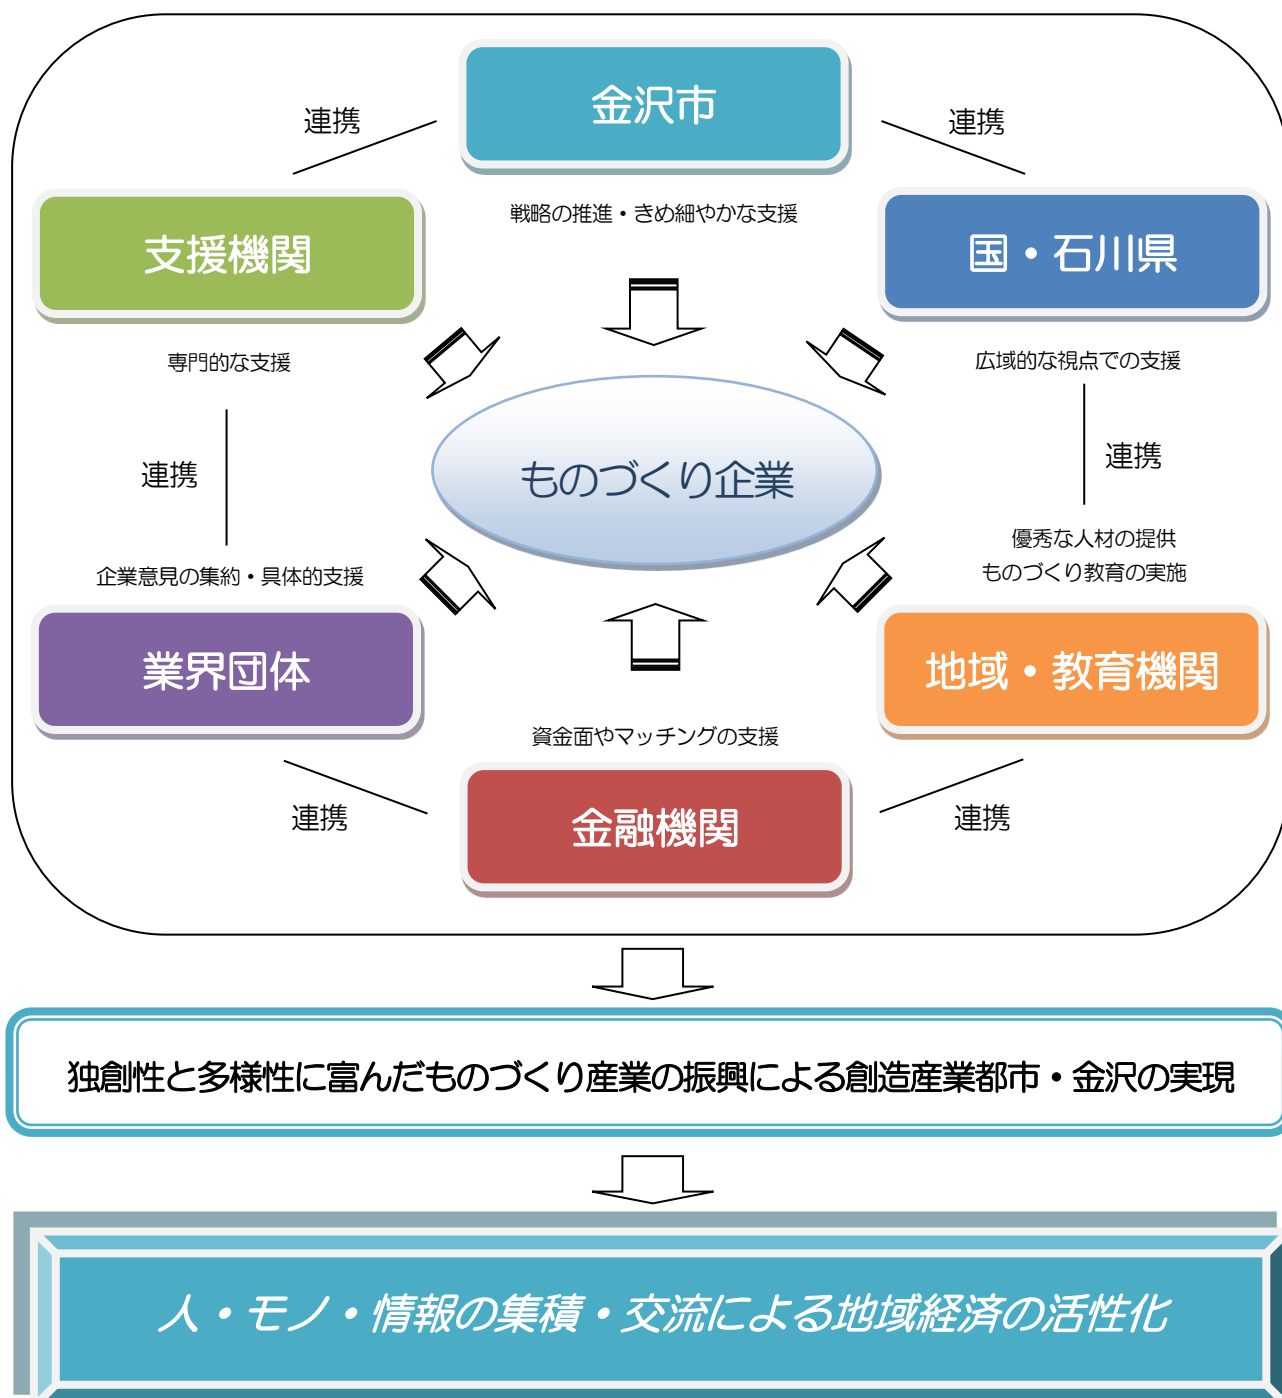 金沢市
連携
連携
戦略の推進・きめ細やかな支援
支援機関
国・石川県
専門的な支援
広域的な視点での支援
ものづくり企業
連携
連携
優秀な人材の提供
ものづくり教育の実施
企業意見の集約・具体的支援
業界団体
地域・教育機関
資金面やマッチングの支援
連携
連携
金融機関
独創性と多様性に富んだものづくり産業の振興による創造産業都市・金沢の実現
人・モノ・情報の集積・交流による地域経済の活性化